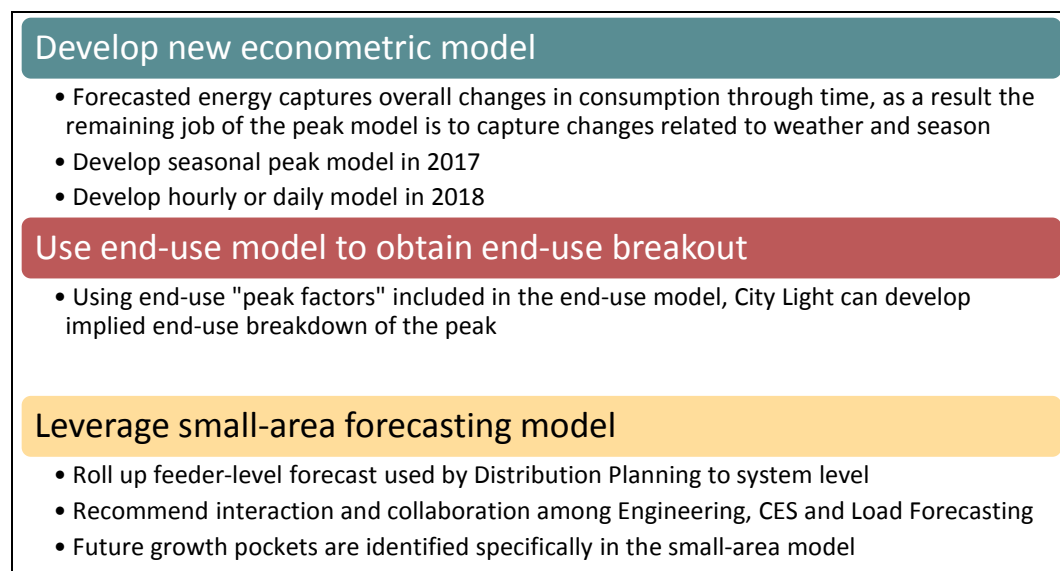 Develop new econometric model
• Forecasted energy captures overall changes in consumption through time, as a result the
remaining job of the peak model is to capture changes related to weather and season
• Develop seasonal peak model in 2017
• Develop hourly or daily model in 2018
Use end-use model to obtain end-use breakout
• Using end-use "peak factors" included in the end-use model, City Light can develop
implied end-use breakdown of the peak
Leverage small-area forecasting model
• Roll up feeder-level forecast used by Distribution Planning to system level
• Recommend interaction and collaboration among Engineering, CES and Load Forecasting
• Future growth pockets are identified specifically in the small-area model